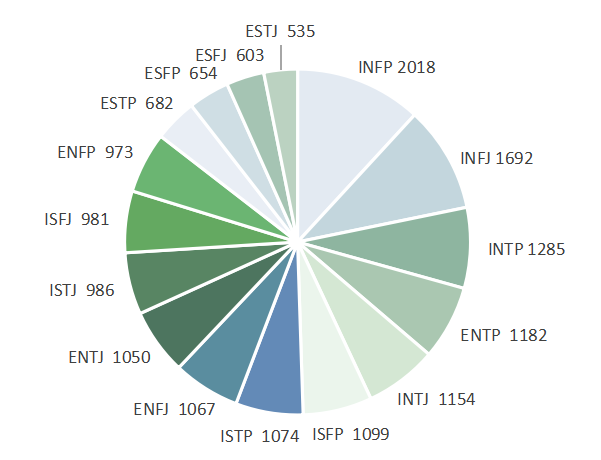 ESTJ 535
INFP 2018
INFJ 1692
INTP 1285
ENTP 1182
INTJ 1154
ISFP 1099
ISTP 1074
ENFJ 1067
ENTJ 1050
ISTJ 986
ISFJ 981
ENFP 973
ESTP 682
ESFP 654
ESFJ 603